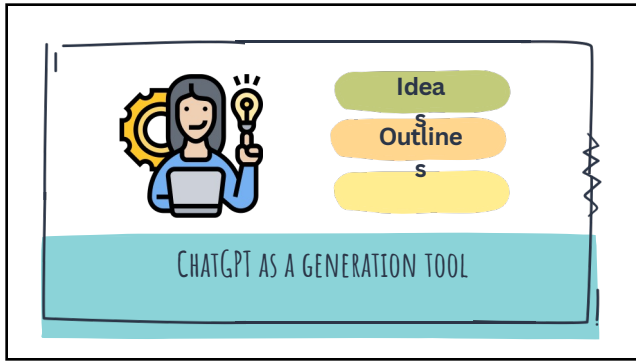 Idea
s
Outline
s
ChatGPT as a generation tool